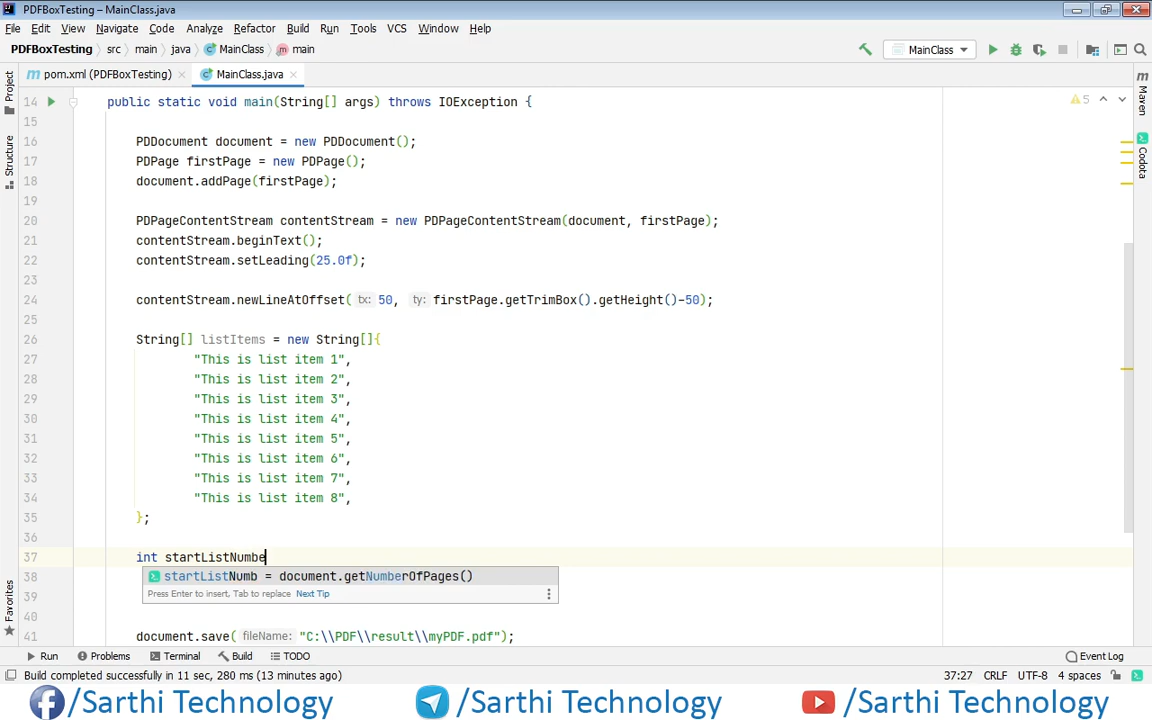 PDFBoxTesting – MainClass.java
File Edit View Navigate Code Analyze Refactor Build Run Tools VCS Window Help
PDFBoxTesting src main java MainClass main MainClass
pom.xml (PDFBoxTesting) MainClass.java
Project
Structure
Favorites
Maven
Codota
5
14 public static void main(String[] args) throws IOException {
15
16 PDDocument document = new PDDocument();
17 PDPage firstPage = new PDPage();
18 document.addPage(firstPage);
19
20 PDPageContentStream contentStream = new PDPageContentStream(document, firstPage);
21 contentStream.beginText();
22 contentStream.setLeading(25.0f);
23
24 contentStream.newLineAtOffset( tx: 50, ty: firstPage.getTrimBox().getHeight()-50);
25
26 String[] listItems = new String[]{
27 "This is list item 1",
28 "This is list item 2",
29 "This is list item 3",
30 "This is list item 4",
31 "This is list item 5",
32 "This is list item 6",
33 "This is list item 7",
34 "This is list item 8",
35 };
36
37 int startListNumbe
38 startListNumb = document.getNumberOfPages()
39 Press Enter to insert, Tab to replace Next Tip
40
41 document.save( fileName: "C:\\PDF\\result\\myPDF.pdf");
Run Problems Terminal Build TODO Event Log
Build completed successfully in 11 sec, 280 ms (13 minutes ago) 37:27 CRLF UTF-8 4 spaces
/Sarthi Technology /Sarthi Technology /Sarthi Technology